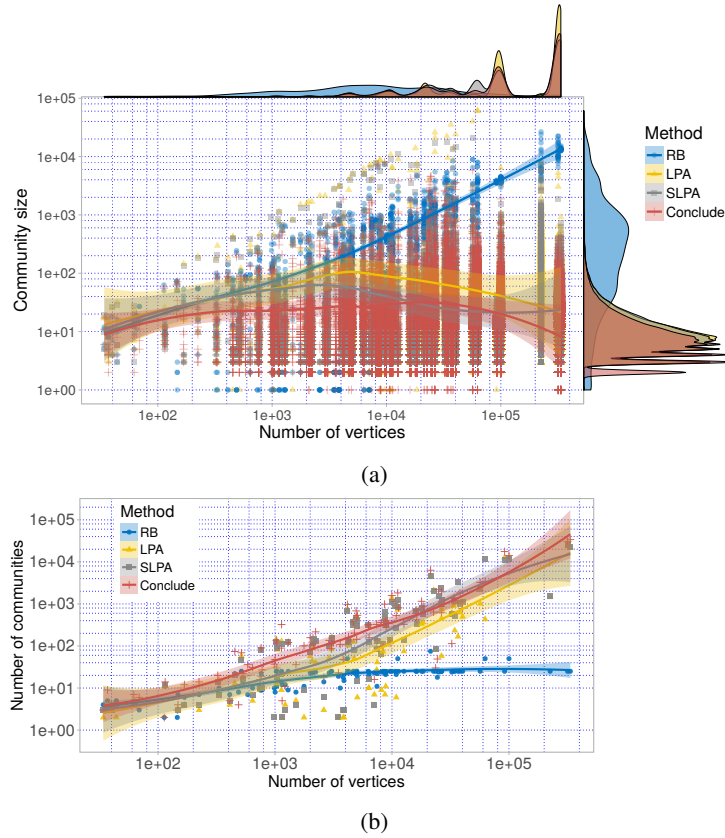 1e+05
1e+04
1e+03
1e+02
1e+01
1e+00
Community size
1e+02 1e+03 1e+04 1e+05
Number of vertices
Method
RB
LPA
SLPA
Conclude
(a)
Method
RB
LPA
SLPA
Conclude
1e+05
1e+04
1e+03
1e+02
1e+01
1e+00
Number of communities
1e+02 1e+03 1e+04 1e+05
Number of vertices
(b)